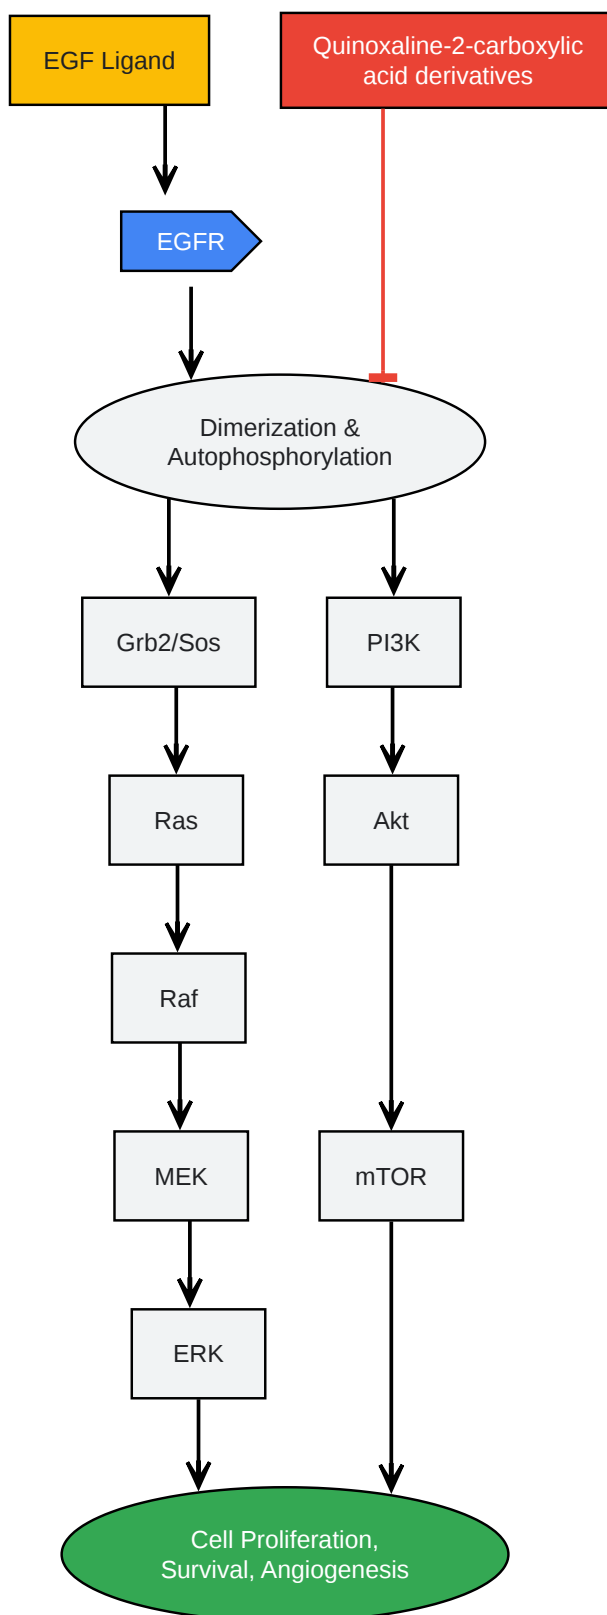 EGF Ligand
Quinoxaline-2-carboxylic
acid derivatives
EGFR
Dimerization &
Autophosphorylation
Grb2/Sos
PI3K
Ras
Akt
Raf
MEK
mTOR
ERK
Cell Proliferation,
Survival, Angiogenesis